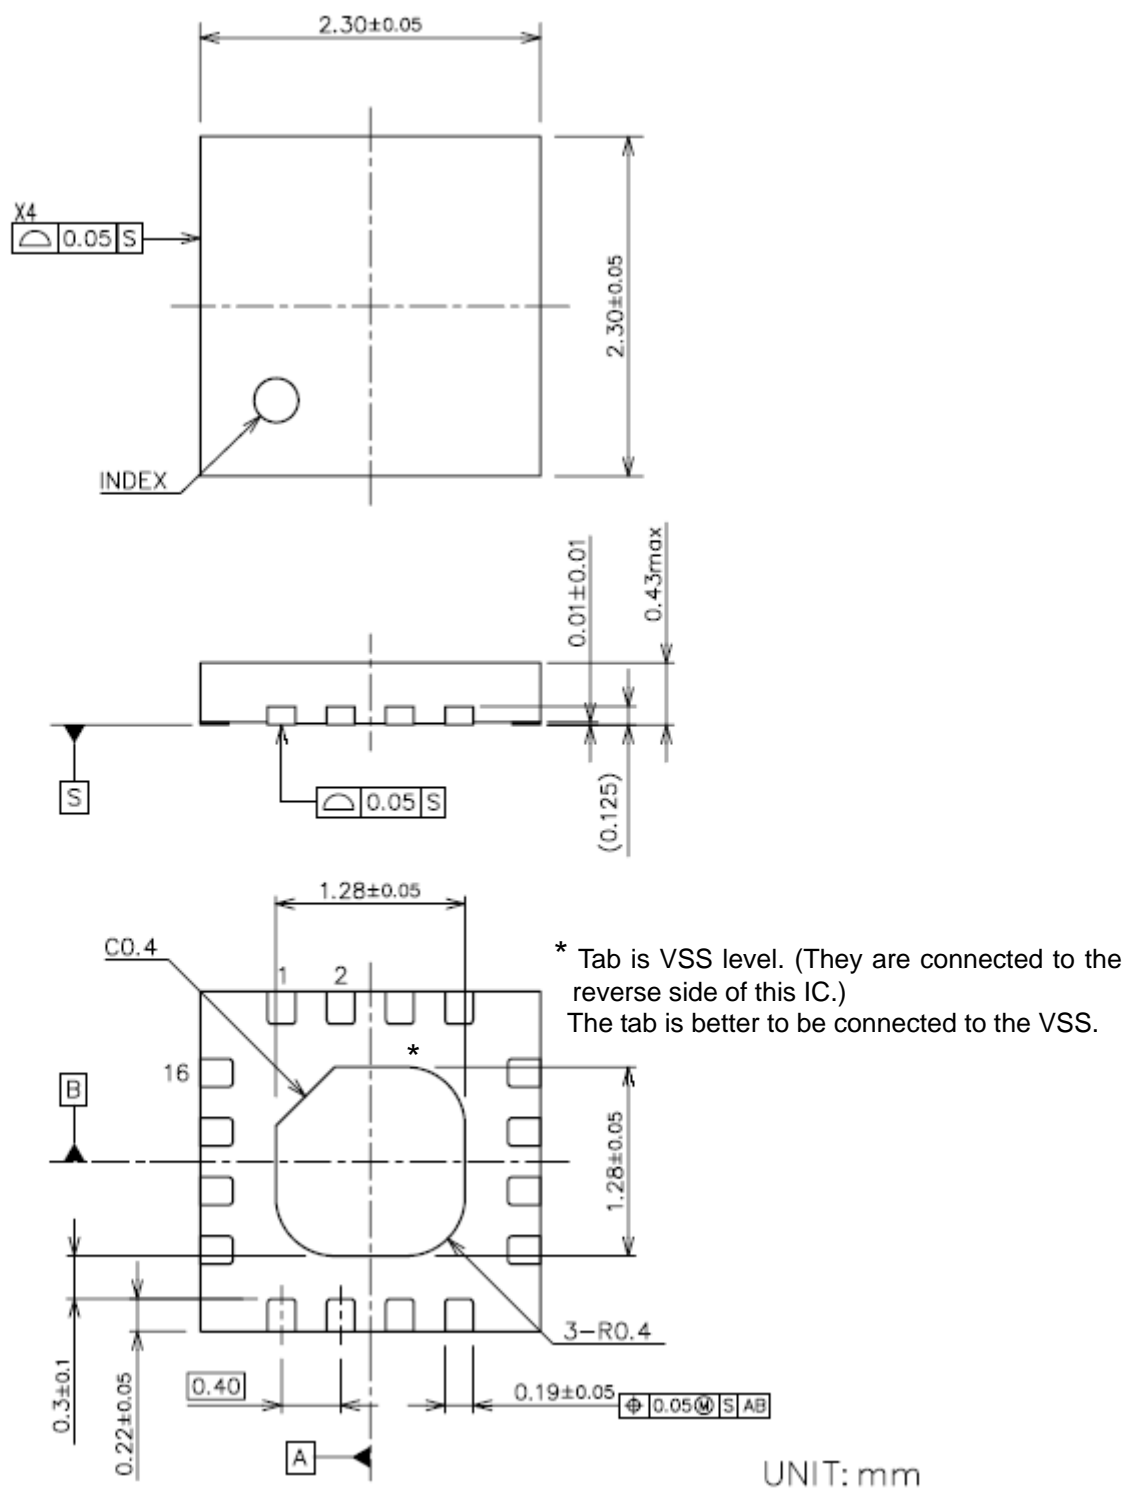 2.30±0.05
X4
0.05 S
2.30±0.05
INDEX
0.01±0.01
0.43max
S
0.05 S
(0.125)
1.28±0.05
C0.4
1 2
* Tab is VSS level. (They are connected to the
reverse side of this IC.)
The tab is better to be connected to the VSS.
*
16
B
1.28±0.05
3-R0.4
0.3±0.1
0.22±0.05
0.40
0.19±0.05
⌖ 0.05Ⓜ S AB
A
UNIT: mm